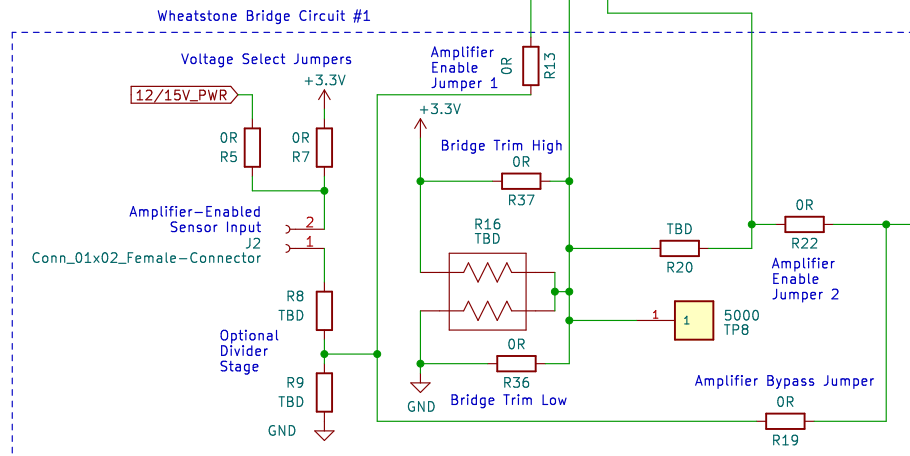 Wheatstone Bridge Circuit #1
Voltage Select Jumpers
+3.3V
12/15V_PWR
0R
R5
0R
R7
Amplifier-Enabled
Sensor Input
J2
Conn_01x02_Female-Connector
2
1
R8
TBD
Optional
Divider
Stage
R9
TBD
GND
Amplifier
Enable
Jumper 1
0R
R13
+3.3V
Bridge Trim High
0R
R37
R16
TBD
0R
R36
GND
Bridge Trim Low
TBD
R20
1
1
5000
TP8
0R
R22
Amplifier
Enable
Jumper 2
Amplifier Bypass Jumper
0R
R19